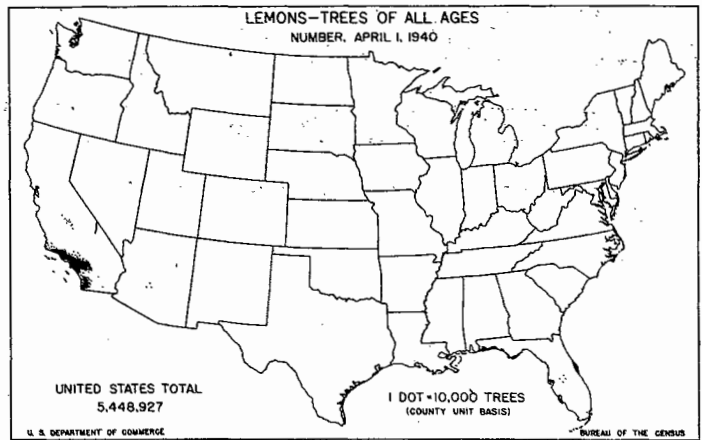 LEMONS-TREES OF ALL AGES
NUMBER, APRIL 1, 1940
UNITED STATES TOTAL
5,448,927
1 DOT=10,000 TREES
(COUNTY UNIT BASIS)
U. S. DEPARTMENT OF COMMERCE
BUREAU OF THE CENSUS